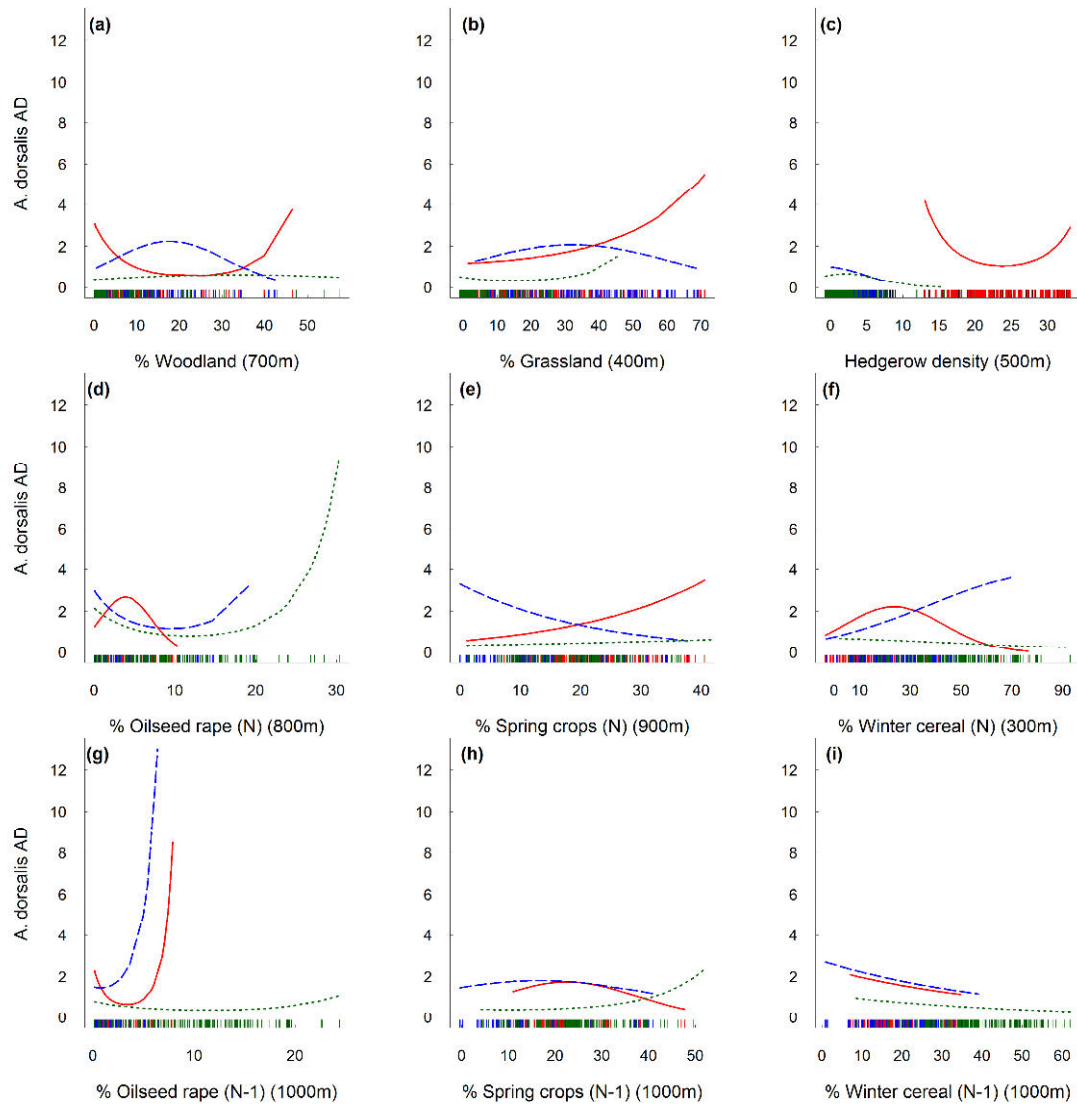 (a) (b) (c)
12 12 12
10 10 10
8 8 8
6 6 6
4 4 4
2 2 2
0 0 0
A. dorsalis AD
0 10 20 30 40 50 0 10 20 30 40 50 60 70 0 5 15 25 30
% Woodland (700m) % Grassland (400m) Hedgerow density (500m)
(d) (e) (f)
12 12 12
10 10 10
8 8 8
6 6 6
4 4 4
2 2 2
0 0 0
A. dorsalis AD
0 10 20 30 0 10 20 30 40 0 10 30 50 70 90
% Oilseed rape (N) (800m) % Spring crops (N) (900m) % Winter cereal (N) (300m)
(g) (h) (i)
12 12 12
10 10 10
8 8 8
6 6 6
4 4 4
2 2 2
0 0 0
A. dorsalis AD
0 10 20 0 10 20 30 40 50 0 10 20 30 40 50 60
% Oilseed rape (N-1) (1000m) % Spring crops (N-1) (1000m) % Winter cereal (N-1) (1000m)